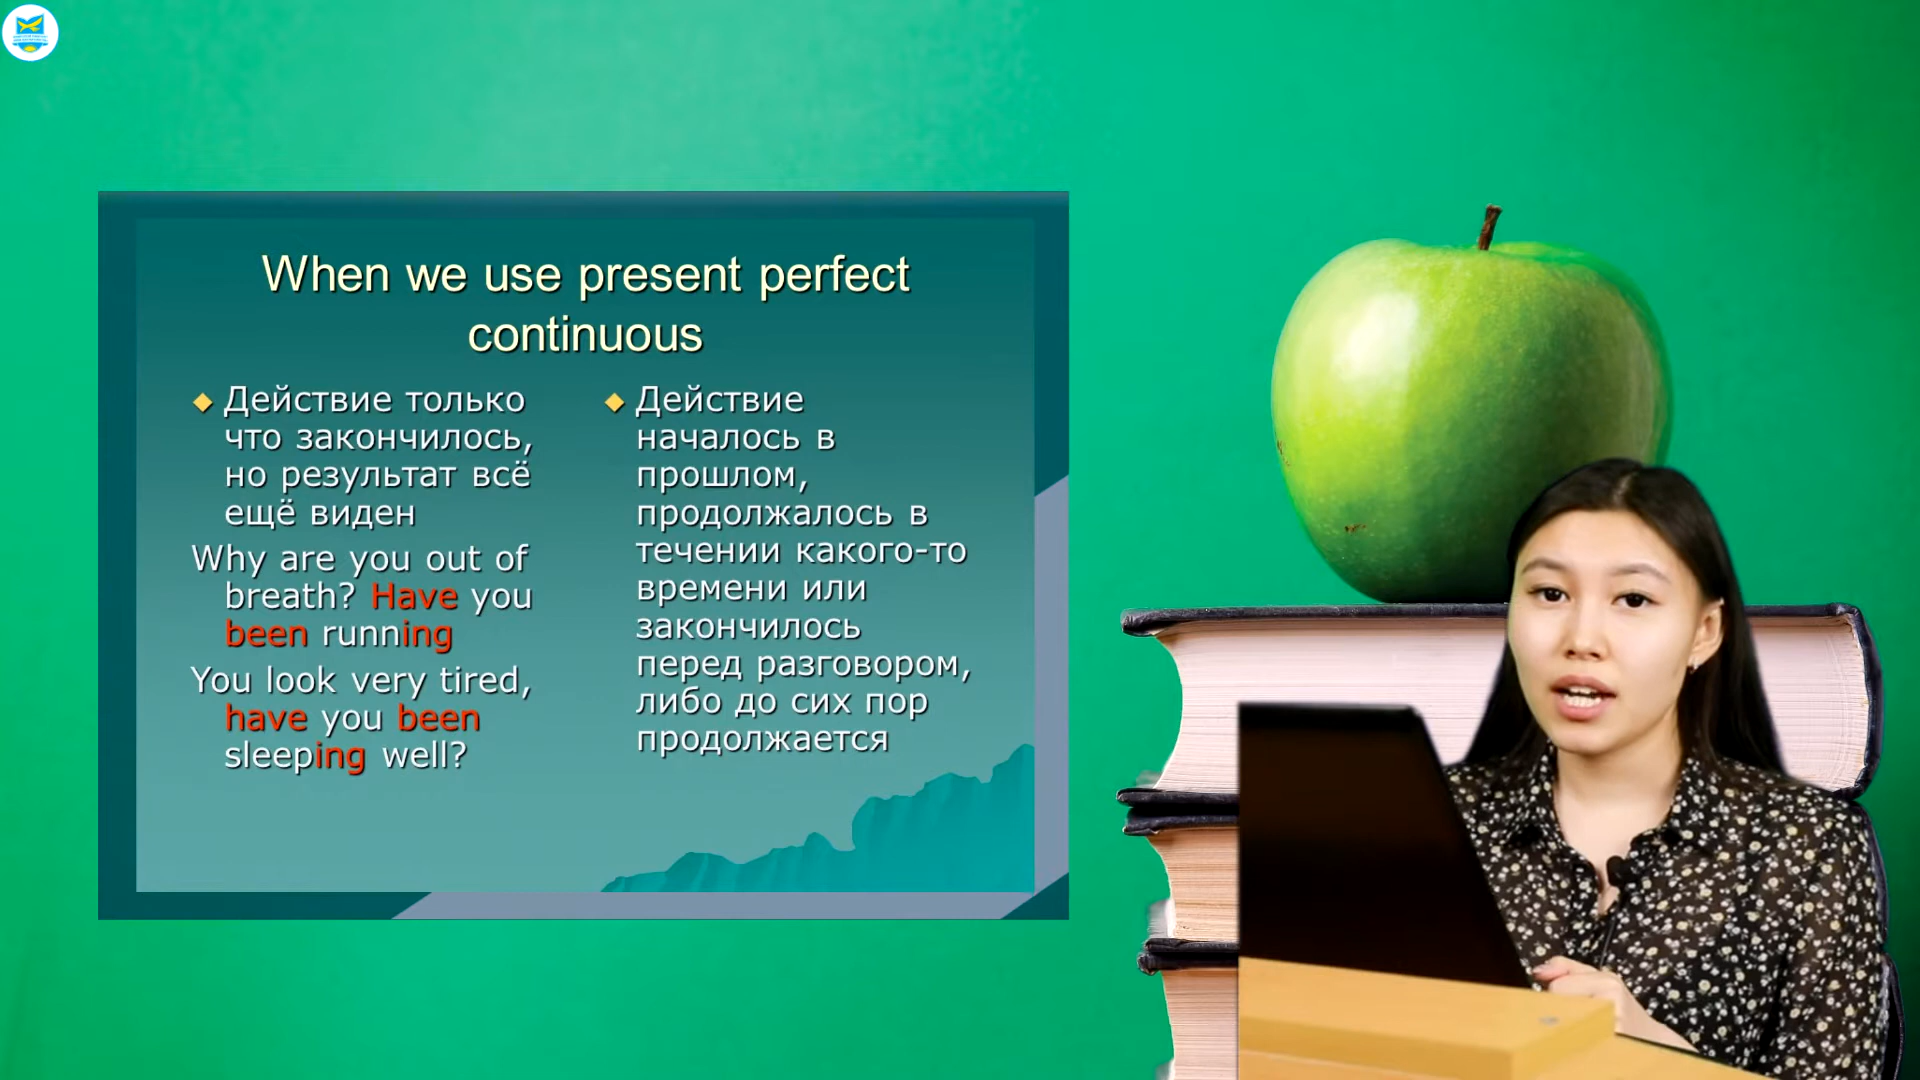 When we use present perfect
continuous
Действие только
что закончилось,
но результат всё
ещё виден
Why are you out of
breath? Have you
been running
You look very tired,
have you been
sleeping well?
Действие
началось в
прошлом,
продолжалось в
течении какого-то
времени или
закончилось
перед разговором,
либо до сих пор
продолжается